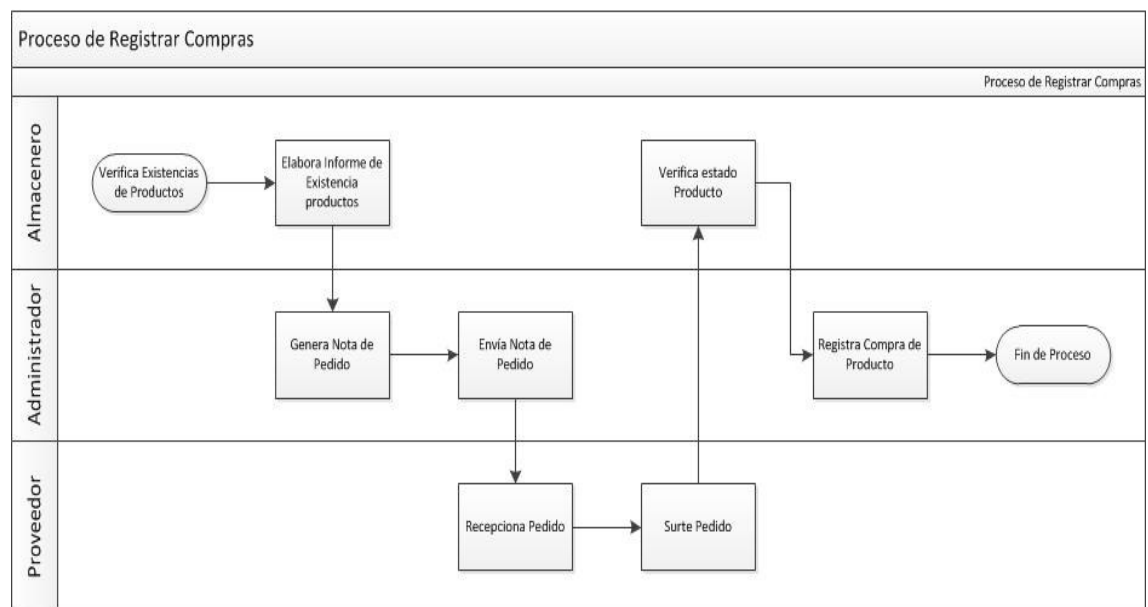 Proceso de Registrar Compras
Proceso de Registrar Compras
Almacenero
Verifica Existencias
de Productos
Elabora Informe de
Existencia
productos
Verifica estado
Producto
Administrador
Genera Nota de
Pedido
Envía Nota de
Pedido
Registra Compra de
Producto
Fin de Proceso
Proveedor
Recepciona Pedido
Surte Pedido